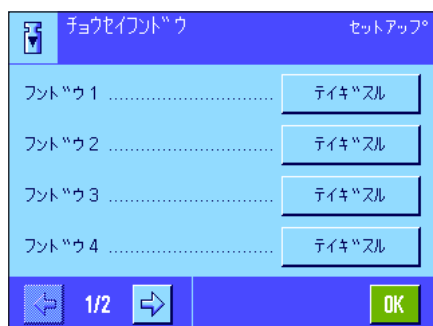 チョウセイフンド゛ウ セットアップ°
フンド゛ウ 1 ............................ テイギ゛スル
フンド゛ウ 2 ............................ テイギ゛スル
フンド゛ウ 3 ............................ テイギ゛スル
フンド゛ウ 4 ............................ テイギ゛スル
1/2 OK